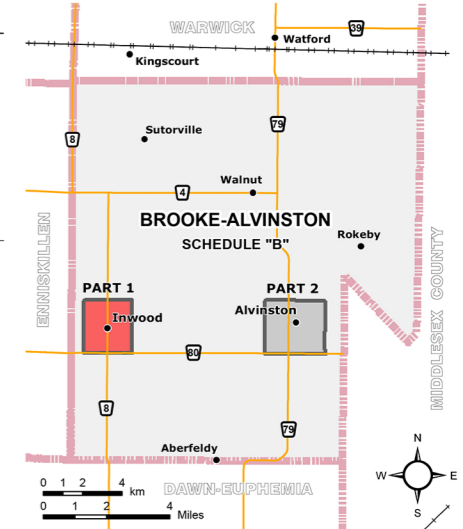 WARWICK
39
Watford
Kingscourt
79
8
Sutorville
Walnut
4
BROOKE-ALVINSTON
SCHEDULE "B"
Rokeby
ENNISKILLEN
MIDDLESEX COUNTY
PART 1
PART 2
Inwood
Alvinston
80
8
79
Aberfeldy
DAWN-EUPHEMIA
N
W E
S
0 1 2 4 km
0 1 2 4 Miles